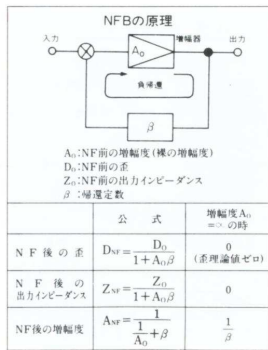 NFBの原理
入力
増幅器
出力
A₀
負帰還
β
A₀:NF前の増幅度(裸の増幅度)
D₀:NF前の歪
Z₀:NF前の出力インピーダンス
β:帰還定数
公式
増幅度A₀
=∞の時
NF後の歪
D_NF = D₀ / (1+A₀β)
0
(歪理論値ゼロ)
NF後の
出力インピーダンス
Z_NF = Z₀ / (1+A₀β)
0
NF後の増幅度
A_NF = 1 / (1/A₀ + β)
1/β